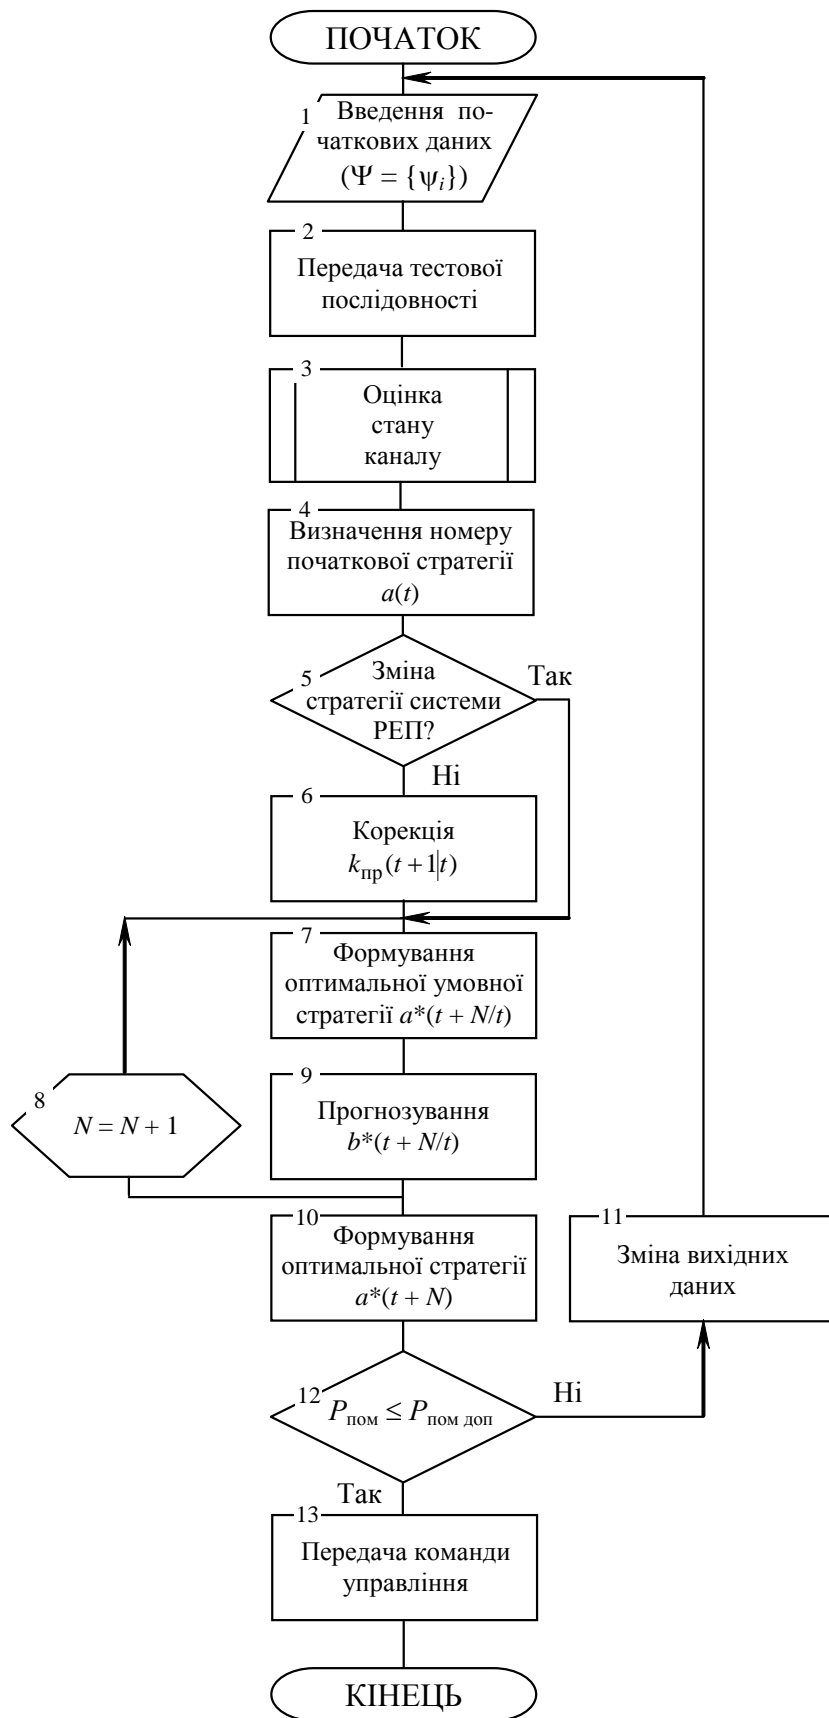 ПОЧАТОК
1
Введення по-
чаткових даних
(Ψ = {ψi})
2
Передача тестової
послідовності
3
Оцінка
стану
каналу
4
Визначення номеру
початкової стратегії
a(t)
5
Зміна
стратегії системи
РЕП?
Так
Ні
6
Корекція
kпр(t+1|t)
7
Формування
оптимальної умовної
стратегії a*(t + N/t)
8
N = N + 1
9
Прогнозування
b*(t + N/t)
10
Формування
оптимальної стратегії
a*(t + N)
11
Зміна вихідних
даних
12
Pпом ≤ Pпом доп
Ні
Так
13
Передача команди
управління
КІНЕЦЬ